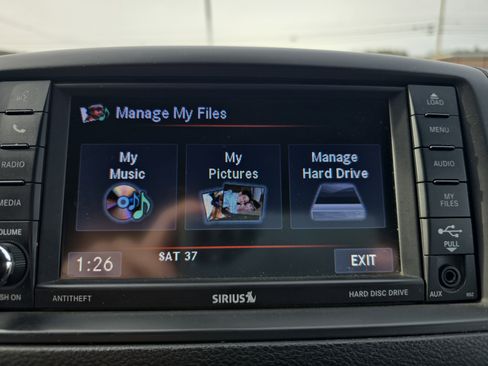 Manage My Files
LOAD
MENU
RADIO
AUDIO
My
Music
My
Pictures
Manage
Hard Drive
MEDIA
MY
FILES
VOLUME
PULL
1:26
SAT 37
EXIT
SH ON
ANTITHEFT
SIRIUS
HARD DISC DRIVE
AUX